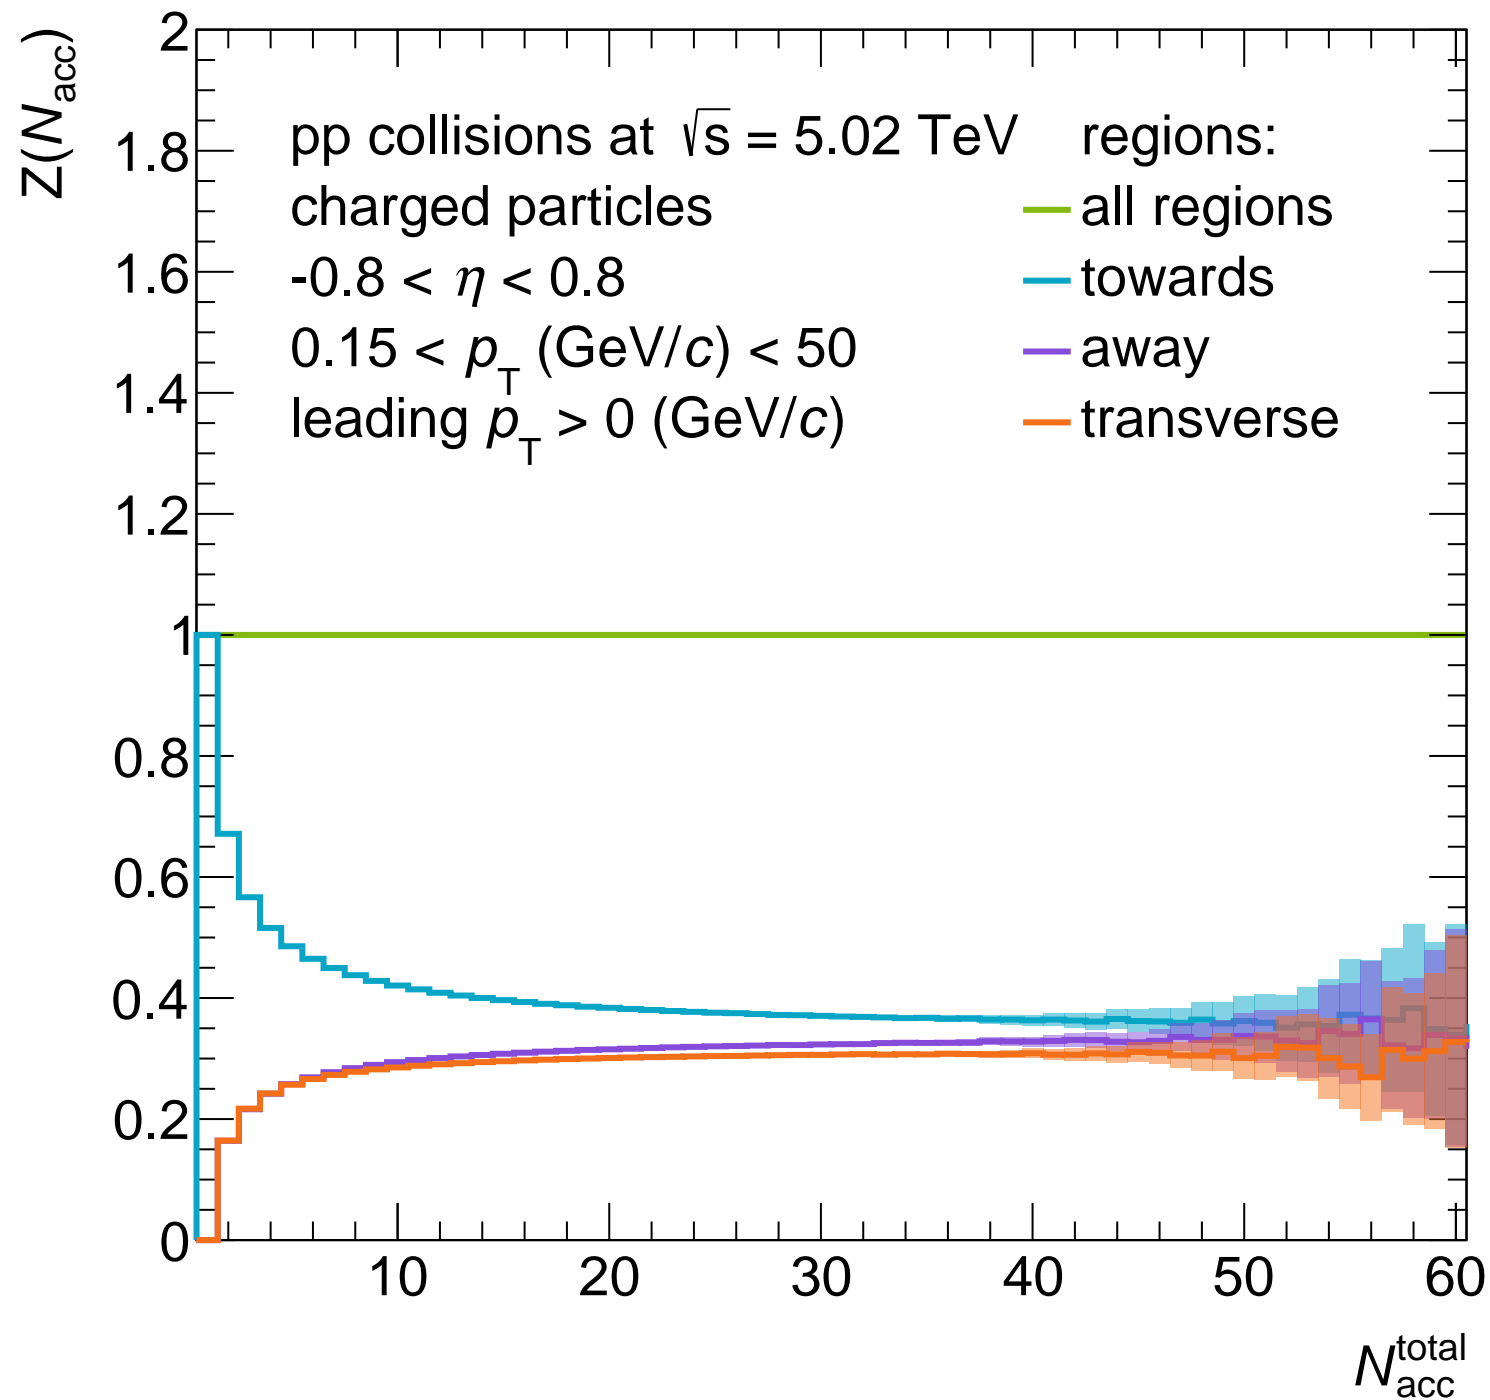 Z(N_acc)
2
1.8
1.6
1.4
1.2
1
0.8
0.6
0.4
0.2
0
pp collisions at √s = 5.02 TeV
charged particles
-0.8 < η < 0.8
0.15 < p_T (GeV/c) < 50
leading p_T > 0 (GeV/c)
regions:
all regions
towards
away
transverse
10 20 30 40 50 60
N_acc^total